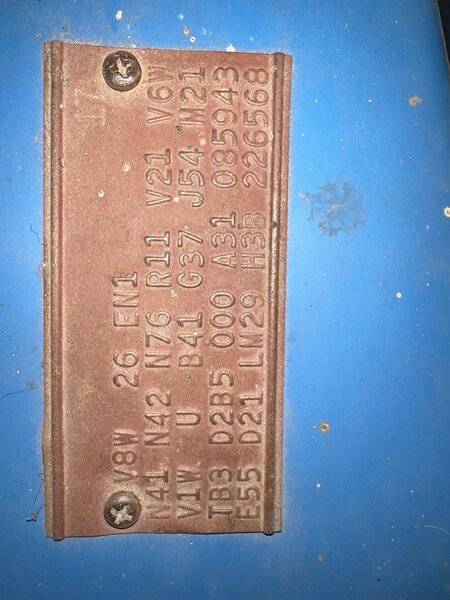 V8W 26 EN1
N41 N42 N76 R11 V21 V6W
V1W U B41 G37 J54 M21
TB3 D2B5 000 A31 085943
E55 D21 LM29 H3B 226568